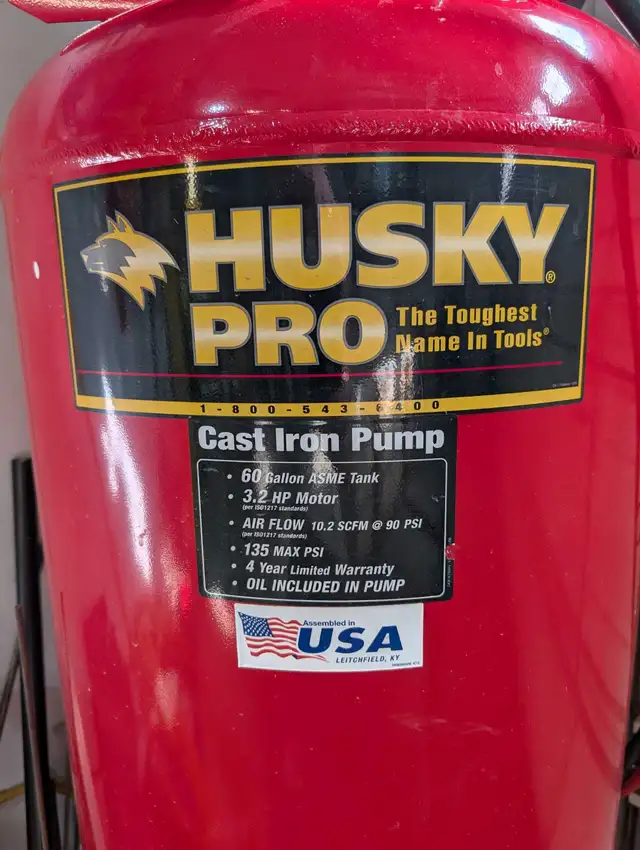 HUSKY®
PRO
The Toughest
Name In Tools®
1-800-543-6400
Cast Iron Pump
• 60 Gallon ASME Tank
• 3.2 HP Motor
(per ISO1217 standards)
• AIR FLOW 10.2 SCFM @ 90 PSI
(per ISO1217 standards)
• 135 MAX PSI
• 4 Year Limited Warranty
• OIL INCLUDED IN PUMP
Assembled in
USA
LEITCHFIELD, KY